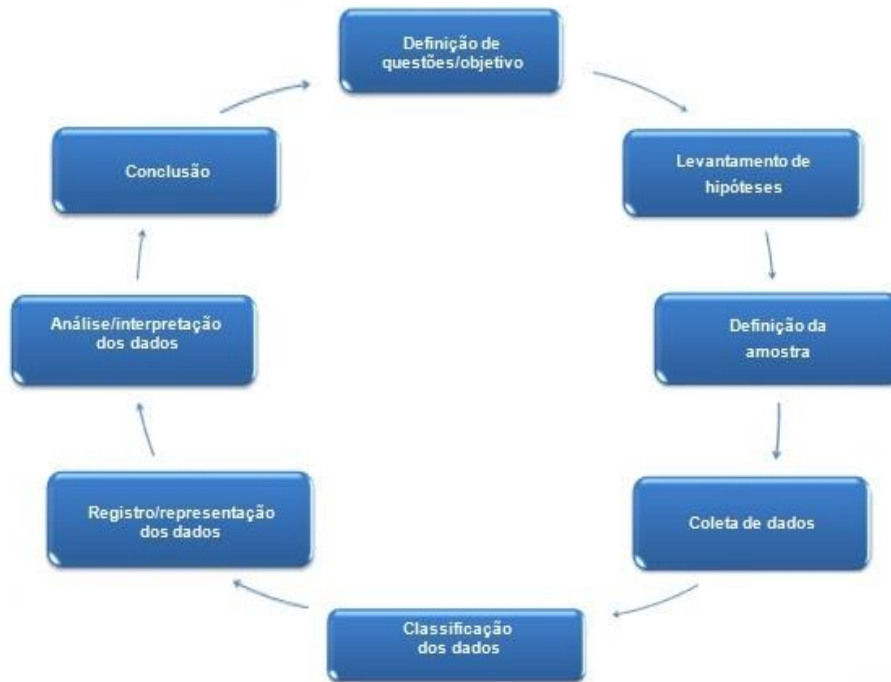 Definição de
questões/objetivo
Levantamento de
hipóteses
Definição da
amostra
Coleta de dados
Classificação
dos dados
Registro/representação
dos dados
Análise/interpretação
dos dados
Conclusão